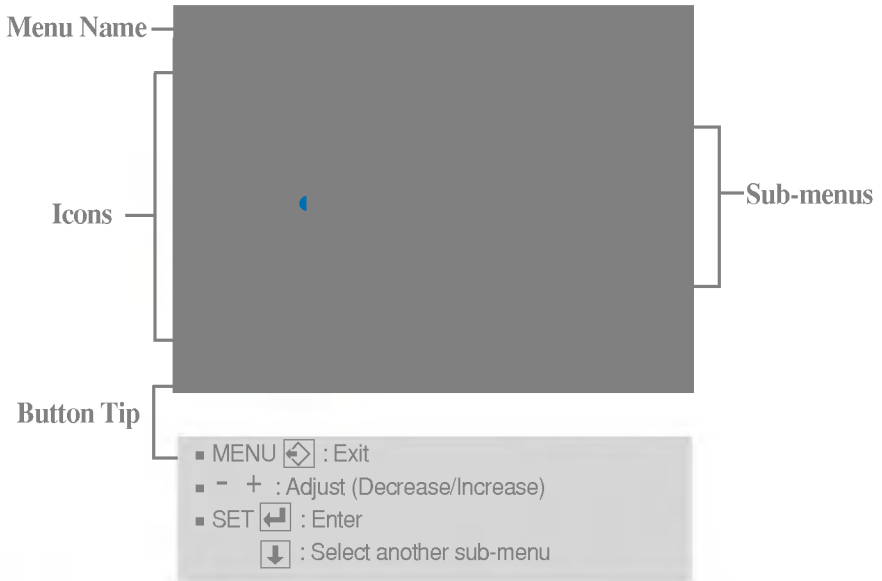 Menu Name
Icons
Sub-menus
Button Tip
MENU : Exit
- + : Adjust (Decrease/Increase)
SET : Enter
: Select another sub-menu